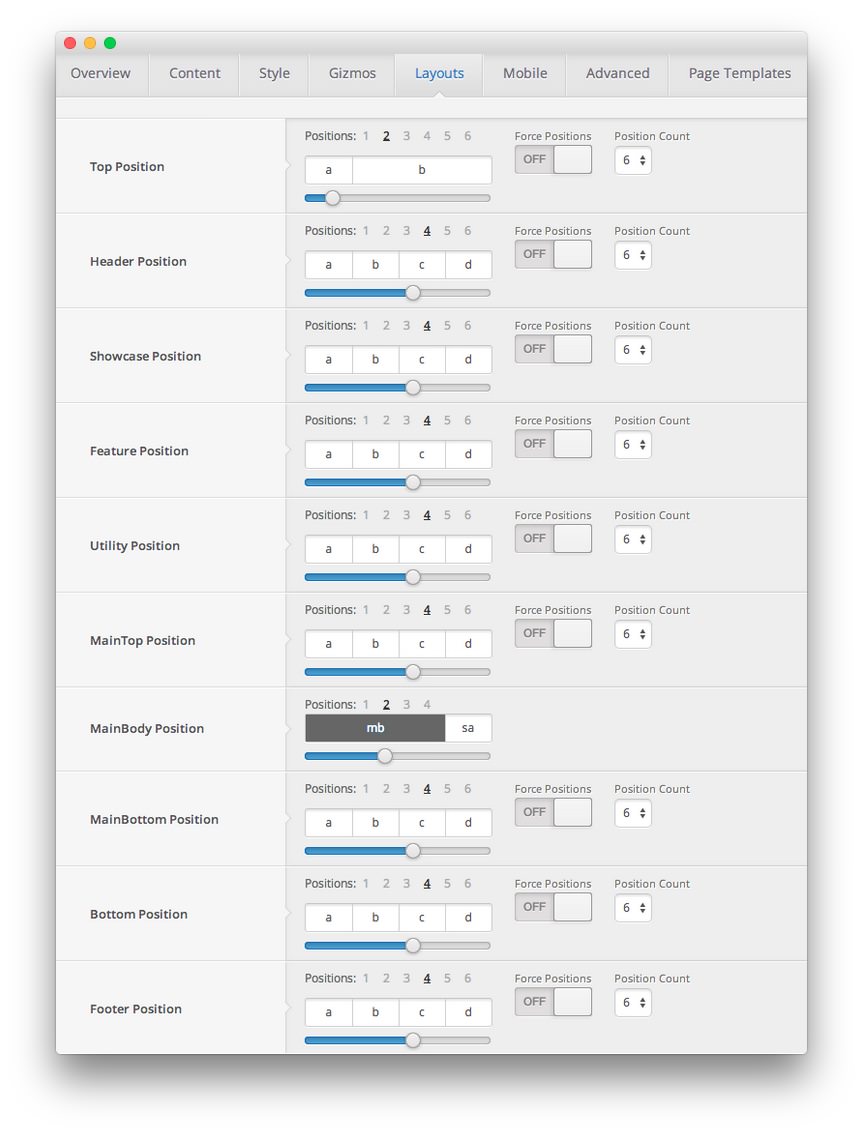 Overview Content Style Gizmos Layouts Mobile Advanced Page Templates
Positions: 1 2 3 4 5 6 Force Positions Position Count
Top Position a b OFF 6
Positions: 1 2 3 4 5 6 Force Positions Position Count
Header Position a b c d OFF 6
Positions: 1 2 3 4 5 6 Force Positions Position Count
Showcase Position a b c d OFF 6
Positions: 1 2 3 4 5 6 Force Positions Position Count
Feature Position a b c d OFF 6
Positions: 1 2 3 4 5 6 Force Positions Position Count
Utility Position a b c d OFF 6
Positions: 1 2 3 4 5 6 Force Positions Position Count
MainTop Position a b c d OFF 6
Positions: 1 2 3 4
MainBody Position mb sa
Positions: 1 2 3 4 5 6 Force Positions Position Count
MainBottom Position a b c d OFF 6
Positions: 1 2 3 4 5 6 Force Positions Position Count
Bottom Position a b c d OFF 6
Positions: 1 2 3 4 5 6 Force Positions Position Count
Footer Position a b c d OFF 6